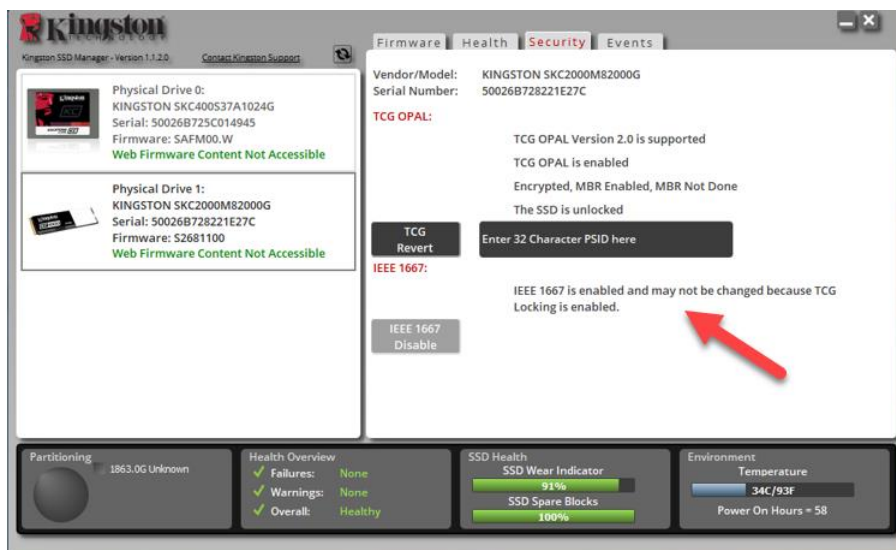 Kingston
TECHNOLOGY
Kingston SSD Manager - Version 1.1.2.0
Contact Kingston Support
Firmware
Health
Security
Events
Physical Drive 0:
KINGSTON SKC400S37A1024G
Serial: 50026B725C014945
Firmware: SAFM00.W
Web Firmware Content Not Accessible
Physical Drive 1:
KINGSTON SKC2000M82000G
Serial: 50026B728221E27C
Firmware: S2681100
Web Firmware Content Not Accessible
Vendor/Model: KINGSTON SKC2000M82000G
Serial Number: 50026B728221E27C
TCG OPAL:
TCG OPAL Version 2.0 is supported
TCG OPAL is enabled
Encrypted, MBR Enabled, MBR Not Done
The SSD is unlocked
TCG
Revert
Enter 32 Character PSID here
IEEE 1667:
IEEE 1667 is enabled and may not be changed because TCG
Locking is enabled.
IEEE 1667
Disable
Partitioning
1863.0G Unknown
Health Overview
Failures: None
Warnings: None
Overall: Healthy
SSD Health
SSD Wear Indicator
91%
SSD Spare Blocks
100%
Environment
Temperature
34C/93F
Power On Hours = 58